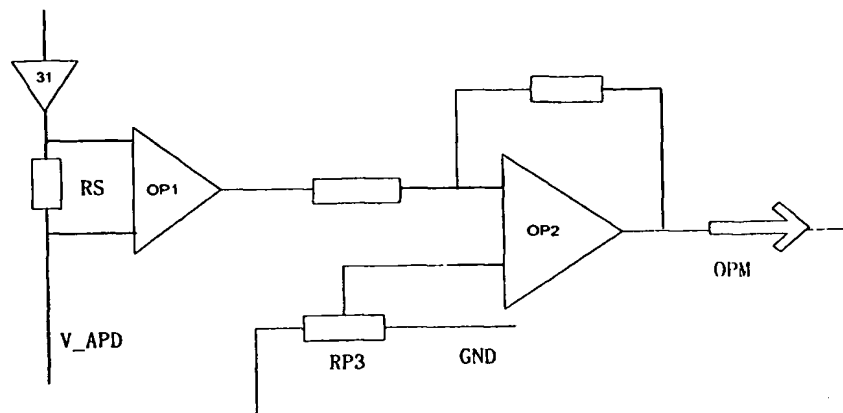 31
RS
OP1
OP2
OPM
V_APD
RP3
GND